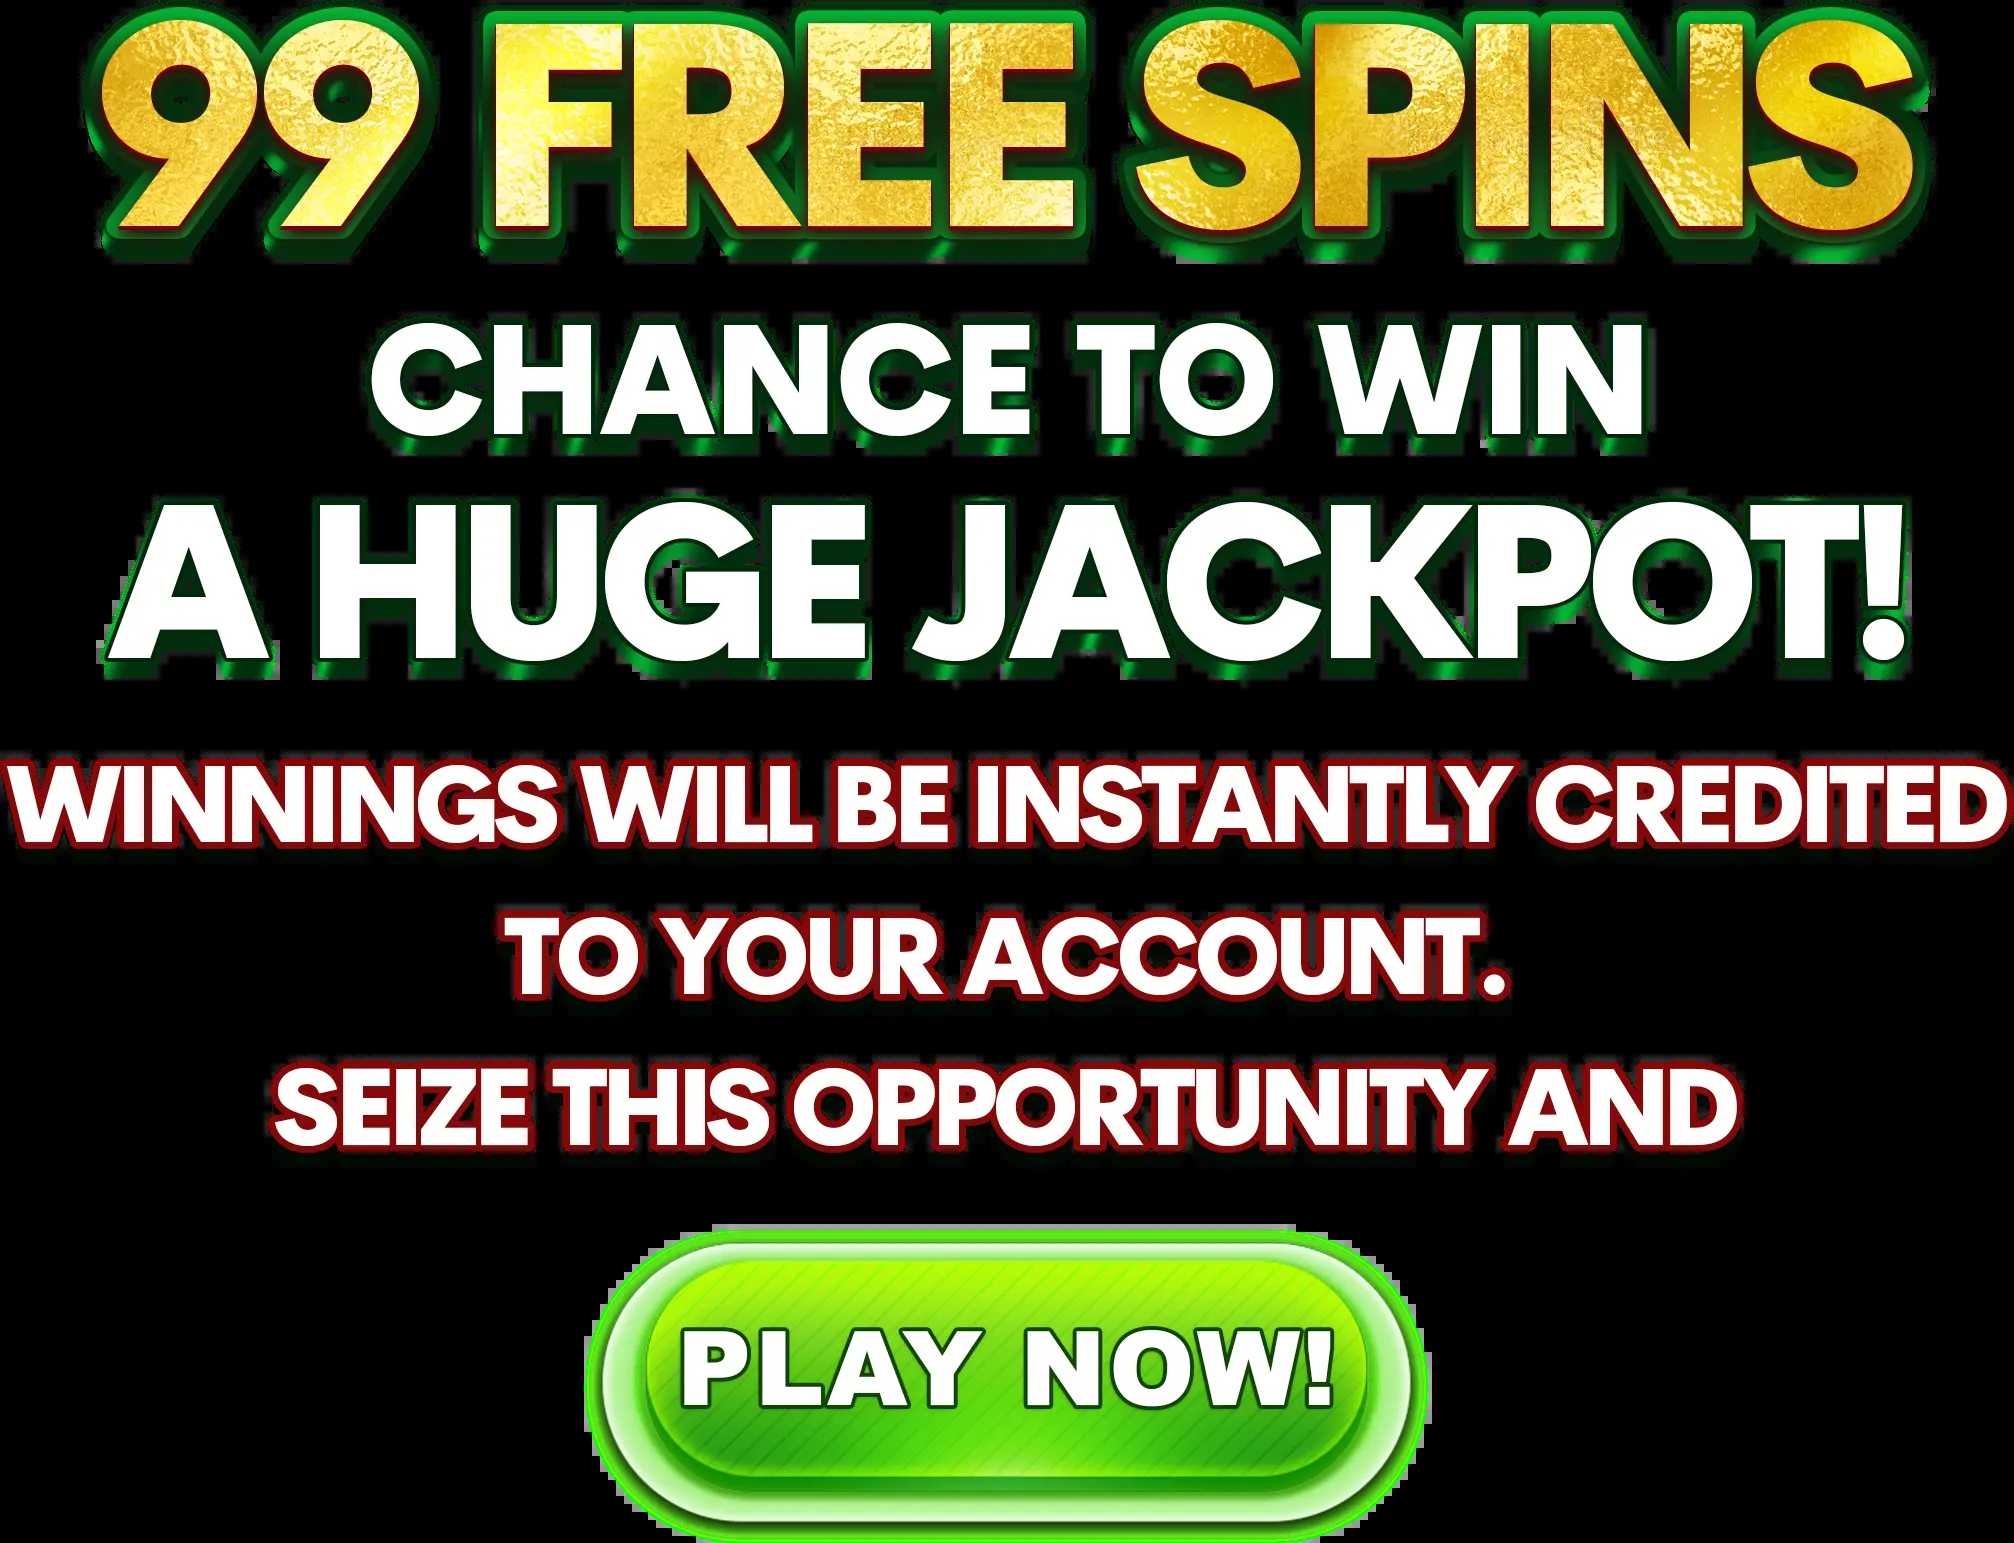 99 FREE SPINS
CHANCE TO WIN
A HUGE JACKPOT!
WINNINGS WILL BE INSTANTLY CREDITED
TO YOUR ACCOUNT.
SEIZE THIS OPPORTUNITY AND
PLAY NOW!